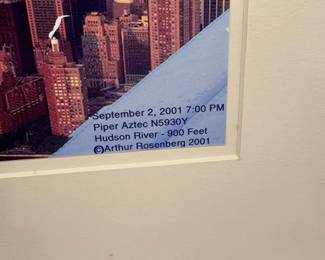 September 2, 2001 7:00 PM
Piper Aztec N5930Y
Hudson River - 900 Feet
©Arthur Rosenberg 2001